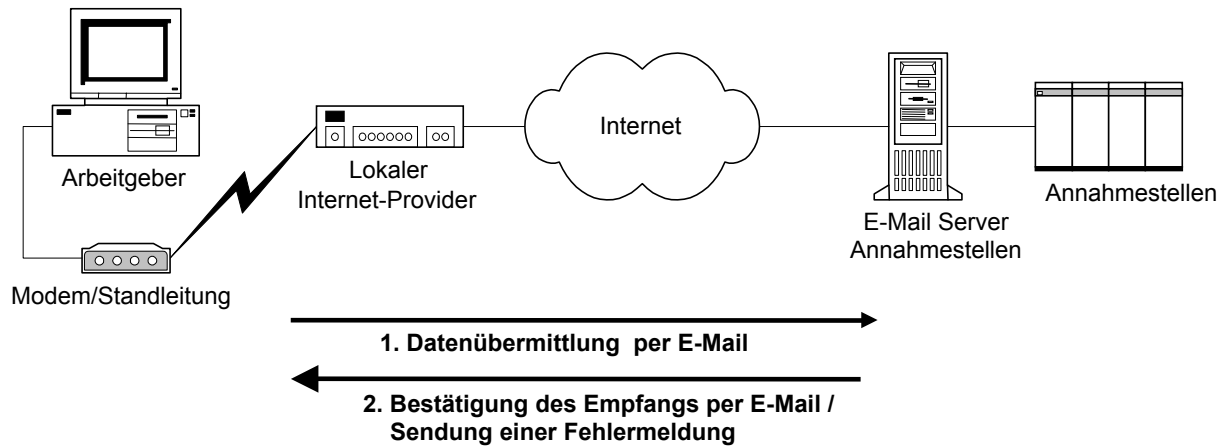 Arbeitgeber
Modem/Standleitung
Lokaler
Internet-Provider
Internet
E-Mail Server
Annahmestellen
Annahmestellen
1. Datenübermittlung per E-Mail
2. Bestätigung des Empfangs per E-Mail /
Sendung einer Fehlermeldung